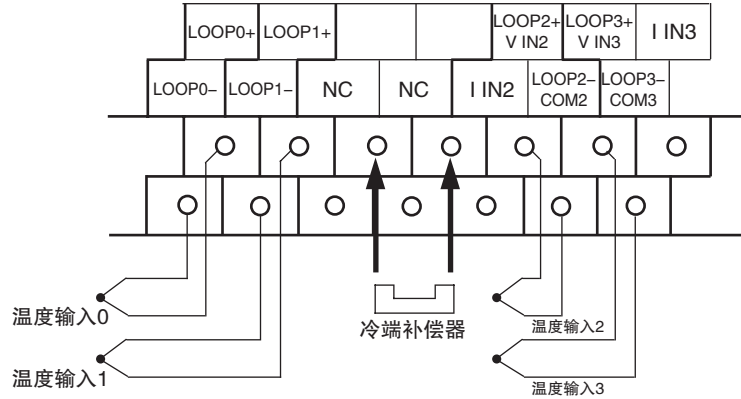 LOOP0+ LOOP1+ LOOP2+ LOOP3+ I IN3
V IN2 V IN3
LOOP0− LOOP1− NC NC I IN2 LOOP2− LOOP3−
COM2 COM3
温度输入0
冷端补偿器
温度输入2
温度输入1
温度输入3